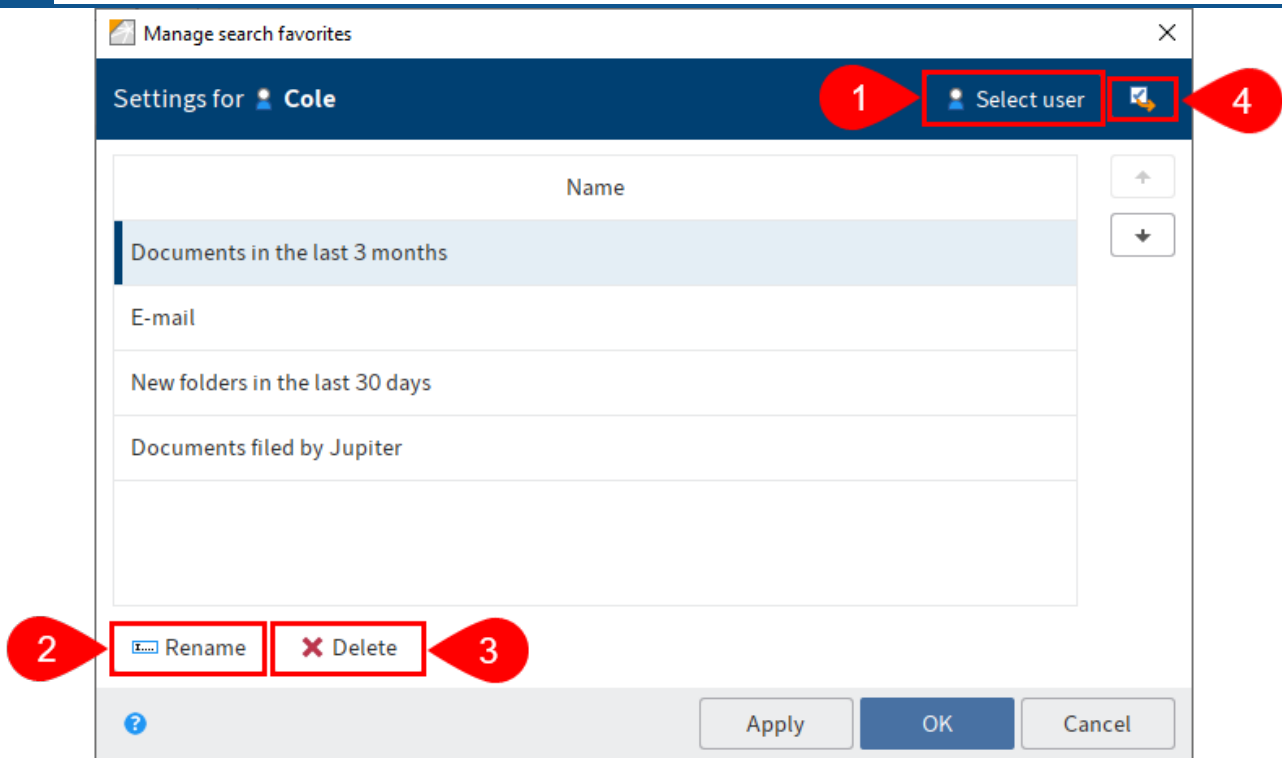 Manage search favorites
Settings for Cole
1
Select user
4
Name
Documents in the last 3 months
E-mail
New folders in the last 30 days
Documents filed by Jupiter
2
Rename
Delete
3
?
Apply
OK
Cancel